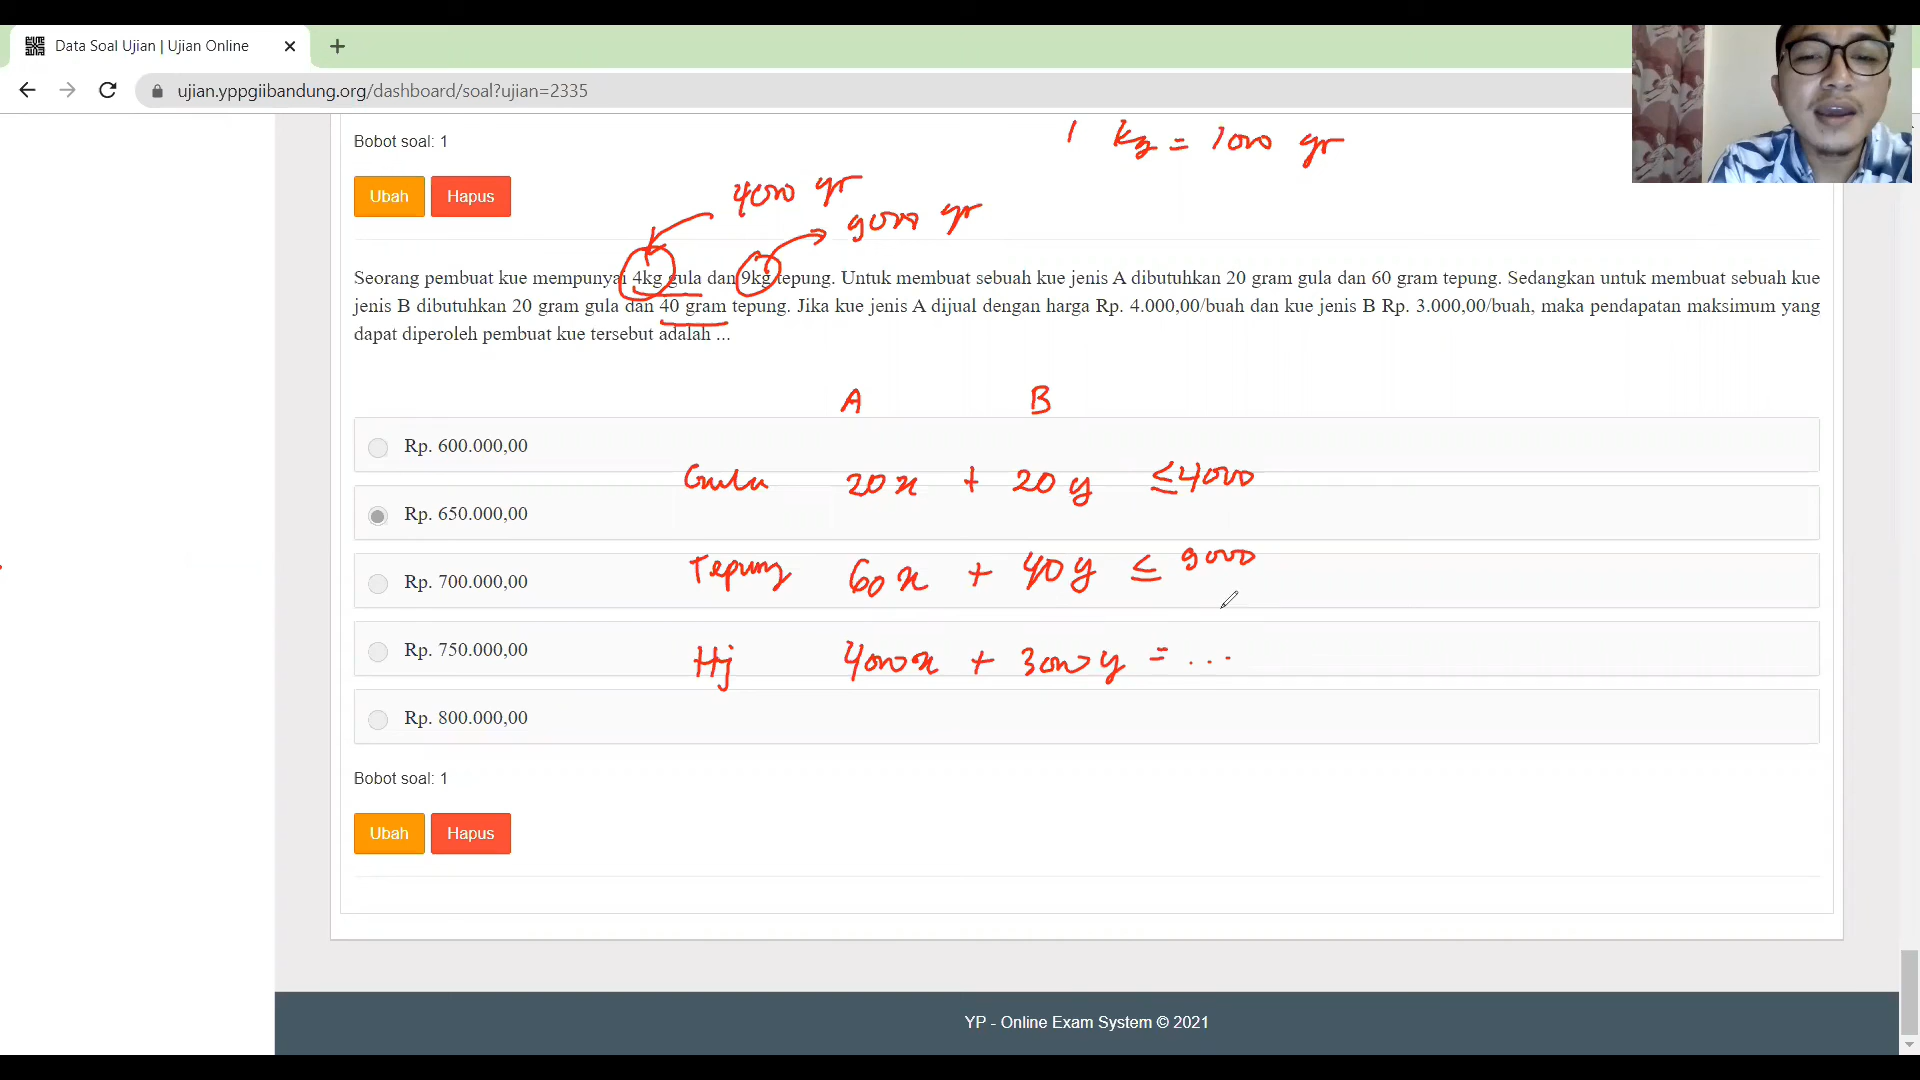 Data Soal Ujian | Ujian Online
ujian.yppgiibandung.org/dashboard/soal?ujian=2335
Bobot soal: 1
1 kg = 1000 gr
Ubah Hapus
4000 gr
9000 gr
Seorang pembuat kue mempunyai 4kg gula dan 9kg tepung. Untuk membuat sebuah kue jenis A dibutuhkan 20 gram gula dan 60 gram tepung. Sedangkan untuk membuat sebuah kue
jenis B dibutuhkan 20 gram gula dan 40 gram tepung. Jika kue jenis A dijual dengan harga Rp. 4.000,00/buah dan kue jenis B Rp. 3.000,00/buah, maka pendapatan maksimum yang
dapat diperoleh pembuat kue tersebut adalah ...
A B
Rp. 600.000,00
Gula 20x + 20y ≤ 4000
Rp. 650.000,00
Tepung 60x + 40y ≤ 9000
Rp. 700.000,00
Rp. 750.000,00
Hj 4000x + 3000y = ...
Rp. 800.000,00
Bobot soal: 1
Ubah Hapus
YP - Online Exam System © 2021